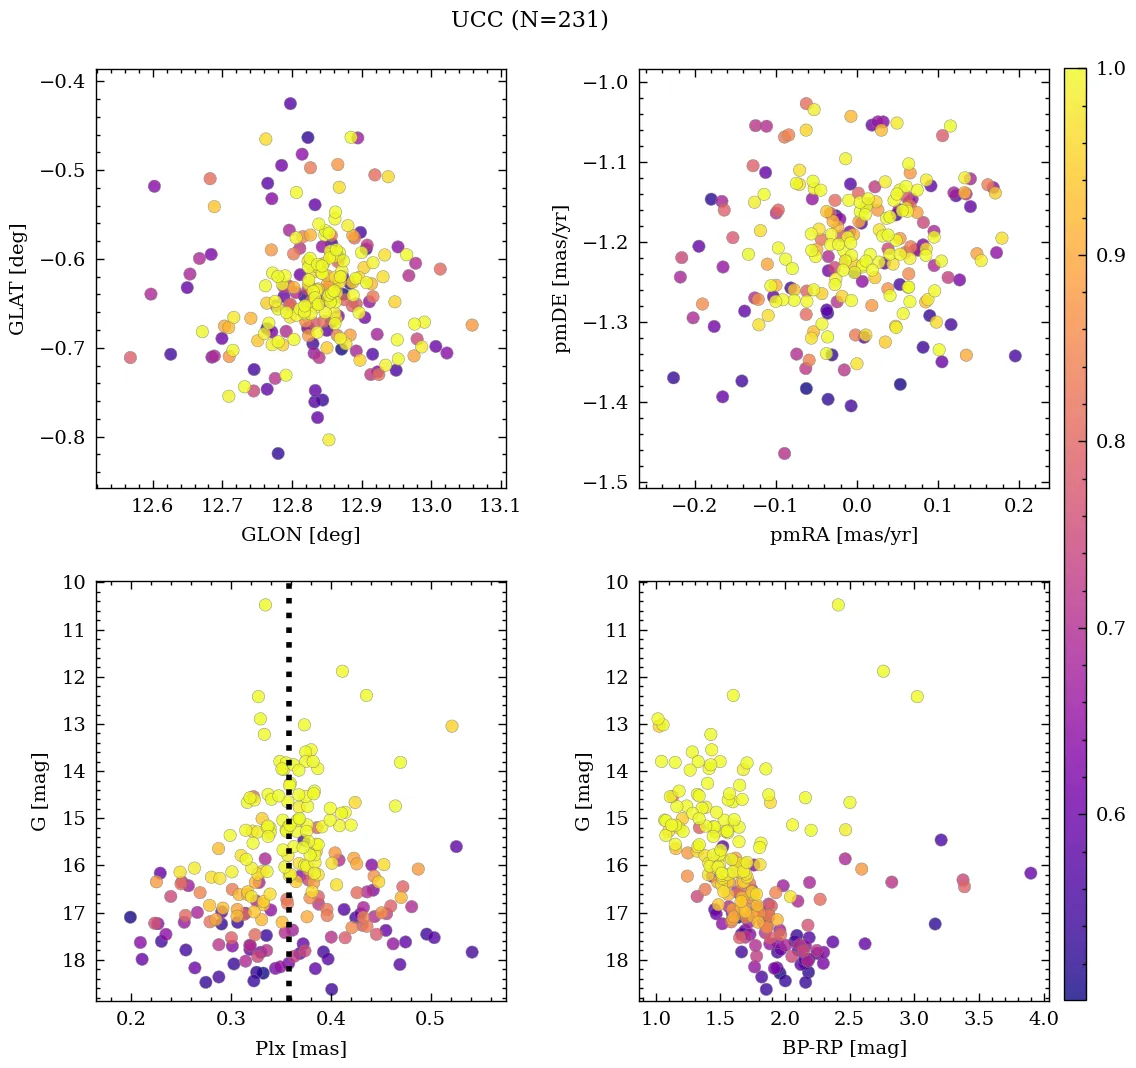 UCC (N=231)
−0.4
−0.5
−0.6
−0.7
−0.8
GLAT [deg]
12.6 12.7 12.8 12.9 13.0 13.1
GLON [deg]
−1.0
−1.1
−1.2
−1.3
−1.4
−1.5
pmDE [mas/yr]
−0.2 −0.1 0.0 0.1 0.2
pmRA [mas/yr]
10
11
12
13
14
15
16
17
18
G [mag]
0.2 0.3 0.4 0.5
Plx [mas]
10
11
12
13
14
15
16
17
18
G [mag]
1.0 1.5 2.0 2.5 3.0 3.5 4.0
BP-RP [mag]
1.0
0.9
0.8
0.7
0.6